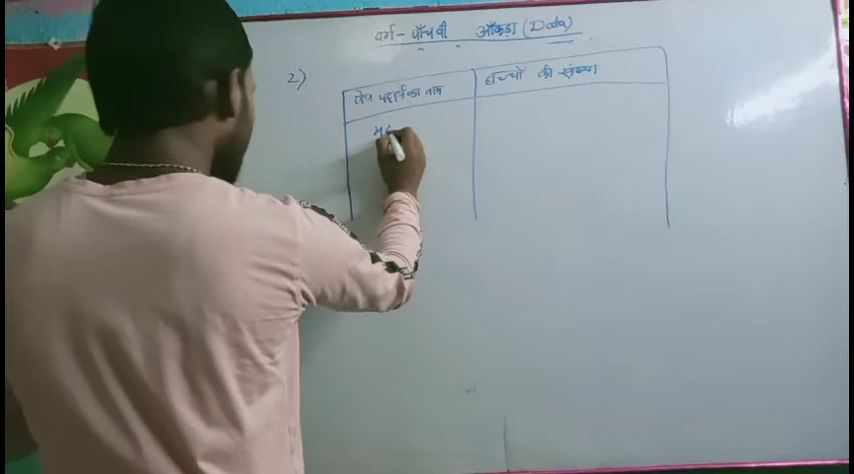 वर्ग- पाँचवी आँकड़ा (Data)
2)
पेय पदार्थ का नाम
बच्चों की संख्या